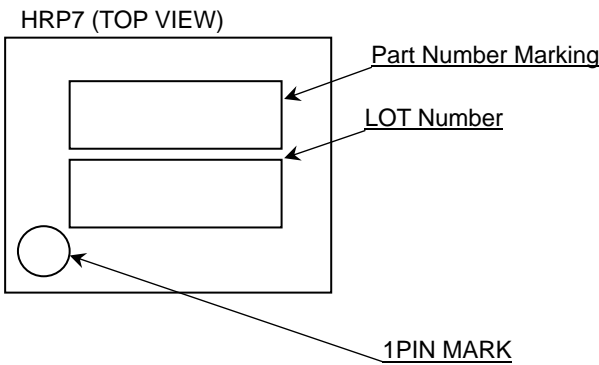 HRP7 (TOP VIEW)
Part Number Marking
LOT Number
1PIN MARK